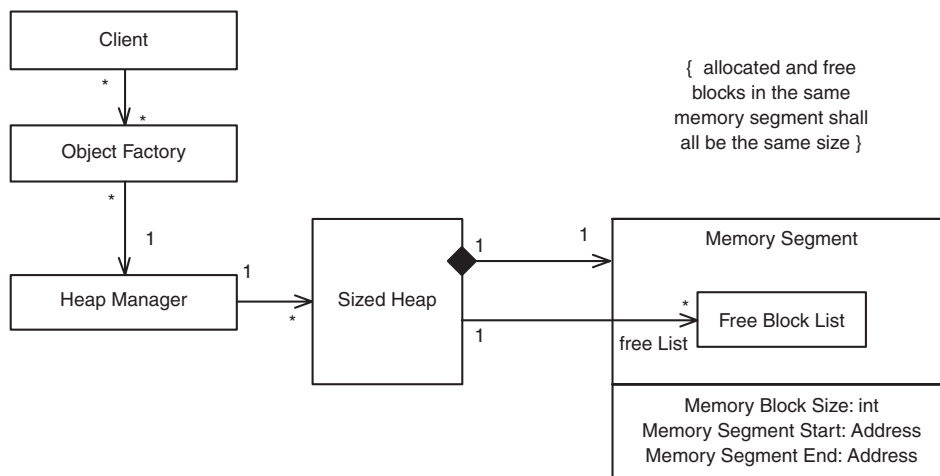 Client
{ allocated and free
blocks in the same
memory segment shall
all be the same size }
*
*
Object Factory
*
1
Heap Manager
1
*
Sized Heap
1
1
1
Memory Segment
*
free List
Free Block List
Memory Block Size: int
Memory Segment Start: Address
Memory Segment End: Address